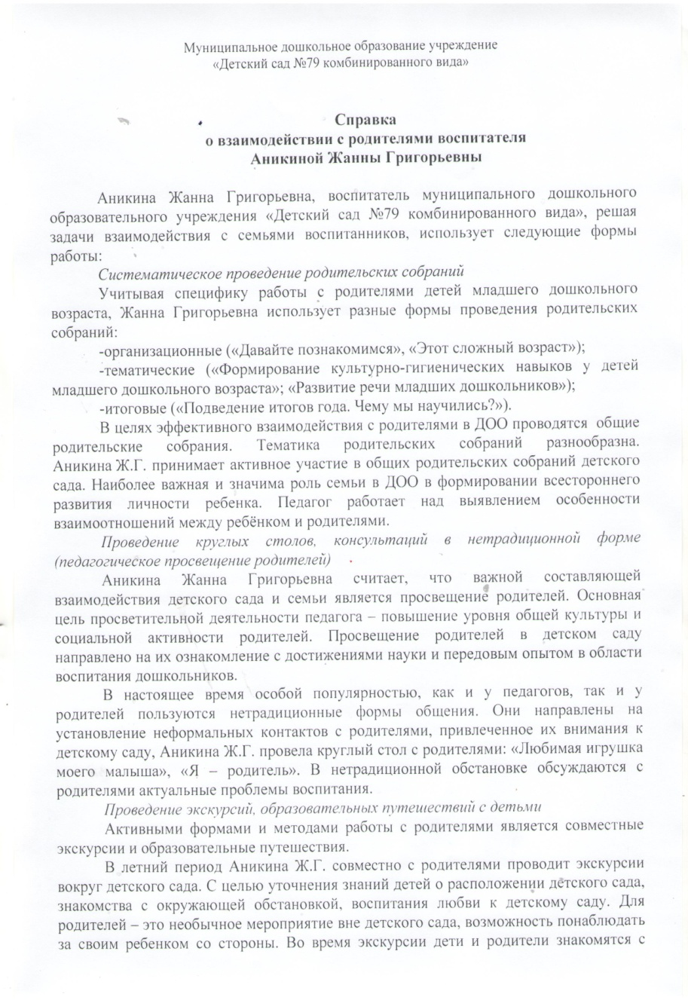 Муниципальное дошкольное образование учреждение
«Детский сад №79 комбинированного вида»
Справка
о взаимодействии с родителями воспитателя
Аникиной Жанны Григорьевны
Аникина Жанна Григорьевна, воспитатель муниципального дошкольного
образовательного учреждения «Детский сад №79 комбинированного вида», решая
задачи взаимодействия с семьями воспитанников, использует следующие формы
работы:
Систематическое проведение родительских собраний
Учитывая специфику работы с родителями детей младшего дошкольного
возраста, Жанна Григорьевна использует разные формы проведения родительских
собраний:
-организационные («Давайте познакомимся», «Этот сложный возраст»);
-тематические («Формирование культурно-гигиенических навыков у детей
младшего дошкольного возраста»; «Развитие речи младших дошкольников»);
-итоговые («Подведение итогов года. Чему мы научились?»).
В целях эффективного взаимодействия с родителями в ДОО проводятся общие
родительские собрания. Тематика родительских собраний разнообразна.
Аникина Ж.Г. принимает активное участие в общих родительских собраний детского
сада. Наиболее важная и значима роль семьи в ДОО в формировании всестороннего
развития личности ребенка. Педагог работает над выявлением особенности
взаимоотношений между ребёнком и родителями.
Проведение круглых столов, консультаций в нетрадиционной форме
(педагогическое просвещение родителей)
Аникина Жанна Григорьевна считает, что важной составляющей
взаимодействия детского сада и семьи является просвещение родителей. Основная
цель просветительной деятельности педагога – повышение уровня общей культуры и
социальной активности родителей. Просвещение родителей в детском саду
направлено на их ознакомление с достижениями науки и передовым опытом в области
воспитания дошкольников.
В настоящее время особой популярностью, как и у педагогов, так и у
родителей пользуются нетрадиционные формы общения. Они направлены на
установление неформальных контактов с родителями, привлеченное их внимания к
детскому саду, Аникина Ж.Г. провела круглый стол с родителями: «Любимая игрушка
моего малыша», «Я – родитель». В нетрадиционной обстановке обсуждаются с
родителями актуальные проблемы воспитания.
Проведение экскурсий, образовательных путешествий с детьми
Активными формами и методами работы с родителями является совместные
экскурсии и образовательные путешествия.
В летний период Аникина Ж.Г. совместно с родителями проводит экскурсии
вокруг детского сада. С целью уточнения знаний детей о расположении детского сада,
знакомства с окружающей обстановкой, воспитания любви к детскому саду. Для
родителей – это необычное мероприятие вне детского сада, возможность понаблюдать
за своим ребенком со стороны. Во время экскурсии дети и родители знакомятся с